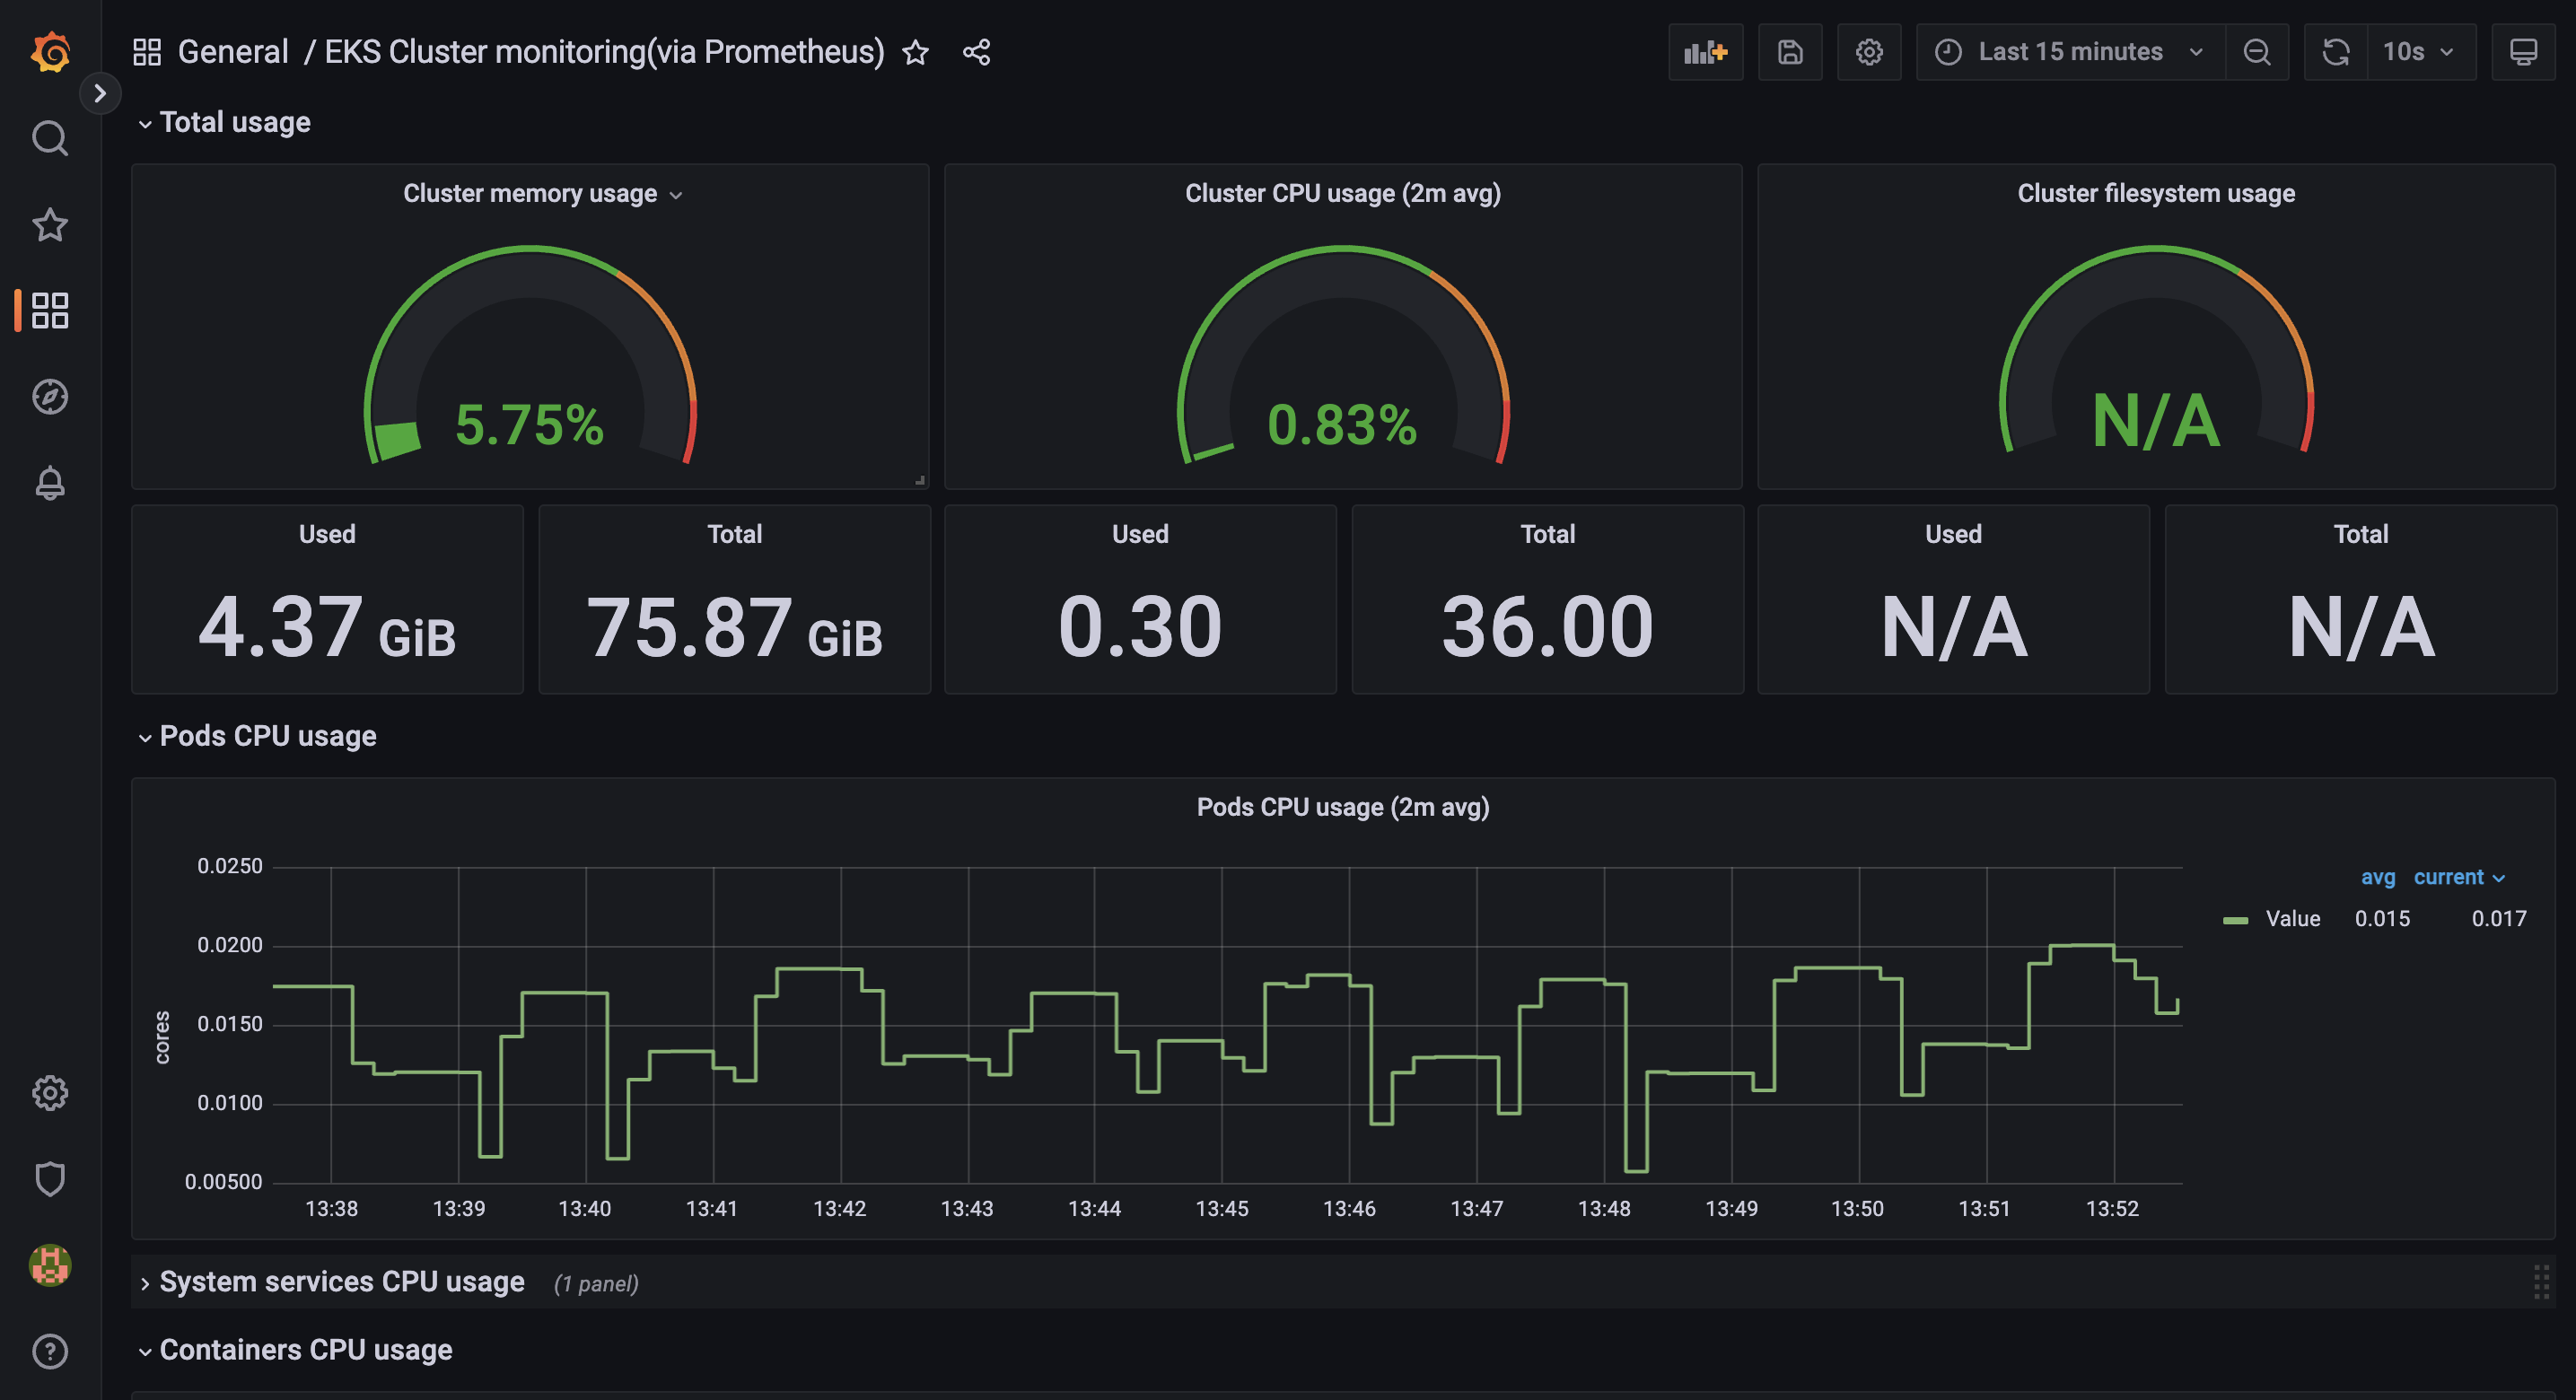 General / EKS Cluster monitoring(via Prometheus)
Last 15 minutes
10s
Total usage
Cluster memory usage
5.75%
Cluster CPU usage (2m avg)
0.83%
Cluster filesystem usage
N/A
Used
4.37 GiB
Total
75.87 GiB
Used
0.30
Total
36.00
Used
N/A
Total
N/A
Pods CPU usage
Pods CPU usage (2m avg)
cores
0.0250
0.0200
0.0150
0.0100
0.00500
13:38 13:39 13:40 13:41 13:42 13:43 13:44 13:45 13:46 13:47 13:48 13:49 13:50 13:51 13:52
avg current
Value 0.015 0.017
System services CPU usage (1 panel)
Containers CPU usage